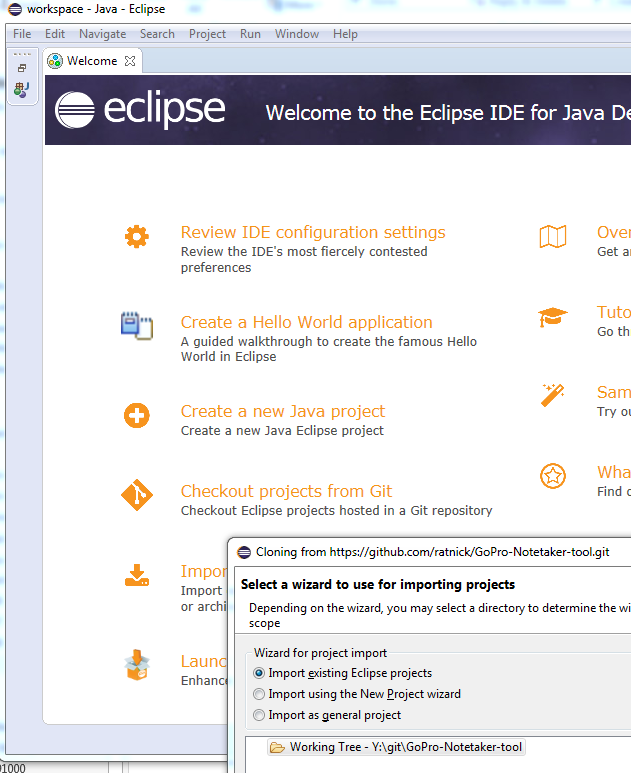 workspace - Java - Eclipse
File Edit Navigate Search Project Run Window Help
Welcome
eclipse
Welcome to the Eclipse IDE for Java De
Review IDE configuration settings
Review the IDE's most fiercely contested
preferences
Create a Hello World application
A guided walkthrough to create the famous Hello
World in Eclipse
Create a new Java project
Create a new Java Eclipse project
Checkout projects from Git
Checkout Eclipse projects hosted in a Git repository
Impor
Import
or archi
Launc
Enhance
Over
Get a
Tuto
Go th
Sam
Try ou
Wha
Find o
Cloning from https://github.com/ratnick/GoPro-Notetaker-tool.git
Select a wizard to use for importing projects
Depending on the wizard, you may select a directory to determine the wi
scope
Wizard for project import
Import existing Eclipse projects
Import using the New Project wizard
Import as general project
Working Tree - Y:\git\GoPro-Notetaker-tool
01000